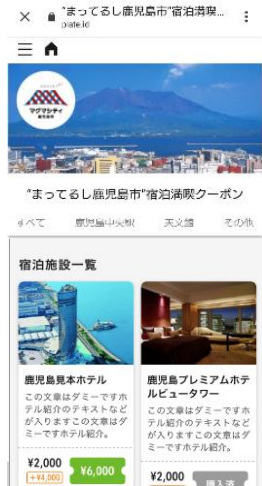 "まってるし鹿児島市"宿泊満喫...
plate.id
マグマシティ
鹿児島市
"まってるし鹿児島市"宿泊満喫クーポン
すべて 鹿児島中央駅 天文館 その他
宿泊施設一覧
鹿児島見本ホテル
この文章はダミーですホ
テル紹介のテキストなど
が入りますこの文章はダ
ミーですホテル紹介。
¥2,000
+¥4,000
¥6,000
鹿児島プレミアムホテ
ルビュータワー
この文章はダミーですホ
テル紹介のテキストなど
が入りますこの文章はダ
ミーですホテル紹介。
¥2,000
購入済